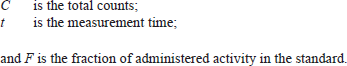 C is the total counts;
t is the measurement time;
and F is the fraction of administered activity in the standard.